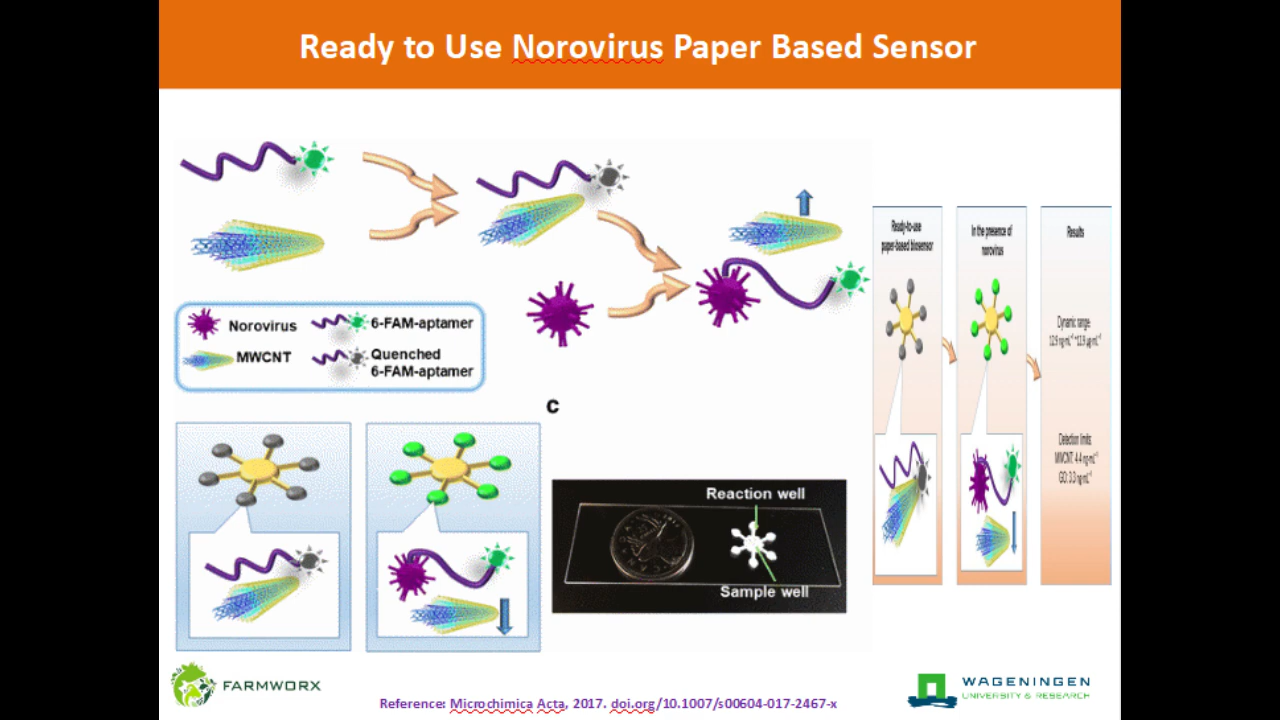 Ready to Use Norovirus Paper Based Sensor
Norovirus
6-FAM-aptamer
MWCNT
Quenched
6-FAM-aptamer
C
Reaction well
Sample well
Ready-to-use
paper-based biosensor
In the presence of
norovirus
Results
Dynamic range:
Detection limits:
MWCNT: 4.4 ng·mL⁻¹
GO: 3.3 ng·mL⁻¹
FARMWORX
Reference: Microchimica Acta, 2017. doi.org/10.1007/s00604-017-2467-x
WAGENINGEN
UNIVERSITY & RESEARCH